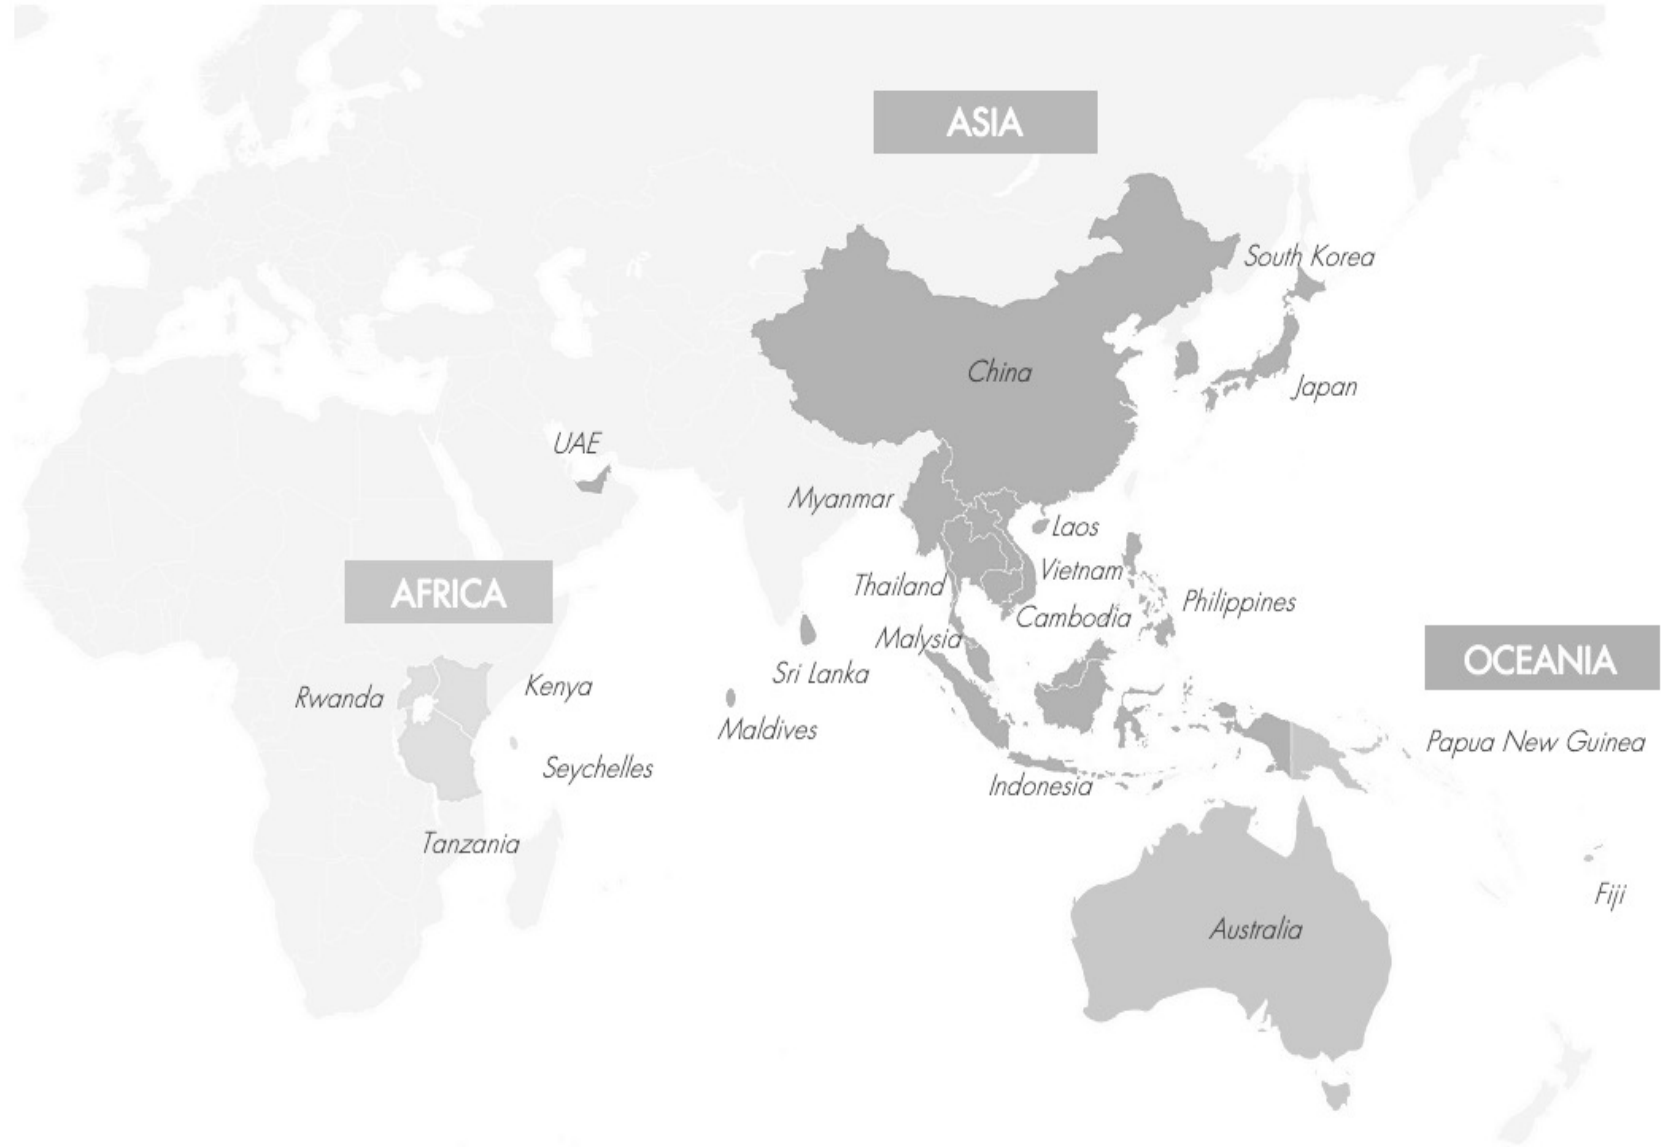 ASIA
South Korea
China
Japan
UAE
Myanmar
Laos
Vietnam
Thailand
AFRICA
Philippines
Cambodia
Malysia
OCEANIA
Sri Lanka
Kenya
Rwanda
Maldives
Papua New Guinea
Seychelles
Indonesia
Tanzania
Fiji
Australia